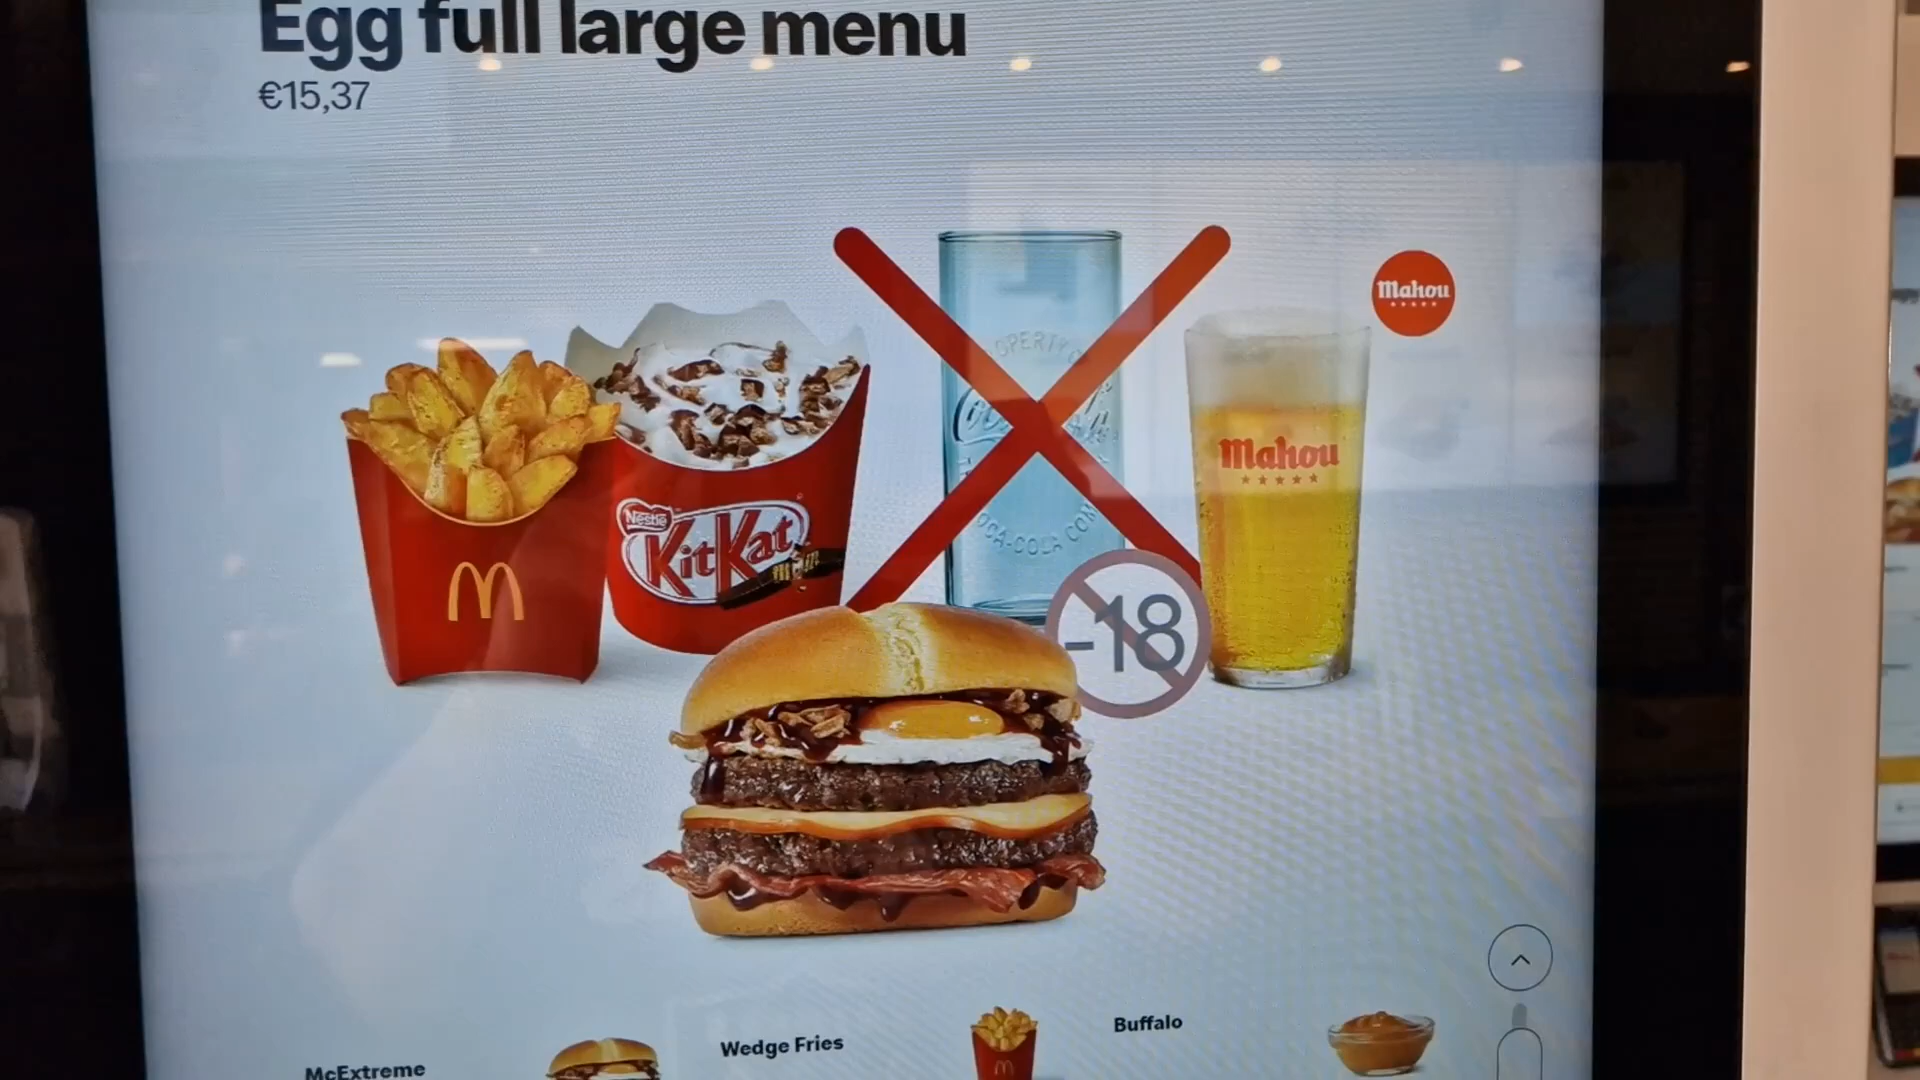 Egg full large menu
€15,37
Mahou
Mahou
Nestlé
KitKat
-18
McExtreme
Wedge Fries
Buffalo